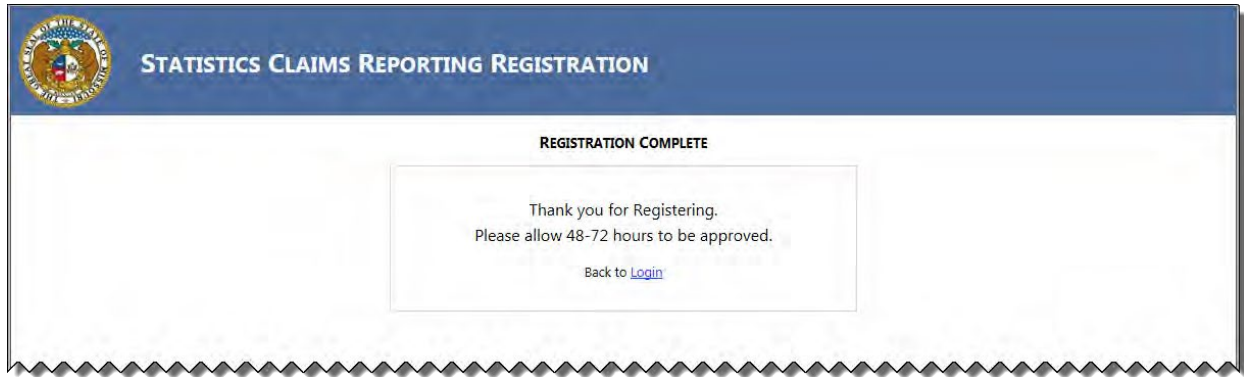 STATISTICS CLAIMS REPORTING REGISTRATION
REGISTRATION COMPLETE
Thank you for Registering.
Please allow 48-72 hours to be approved.
Back to Login